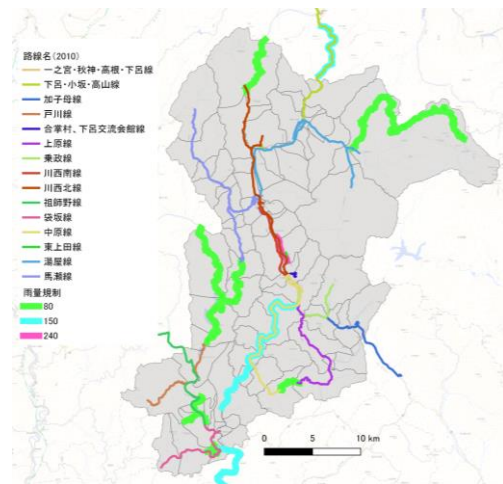 路線名(2010)
一之宮・秋神・高根・下呂線
下呂・小坂・高山線
加子母線
戸川線
合掌村、下呂交流会館線
上原線
乗政線
川西南線
川西北線
祖師野線
袋坂線
中原線
東上田線
湯屋線
馬瀬線
雨量規制
80
150
240
0 5 10 km